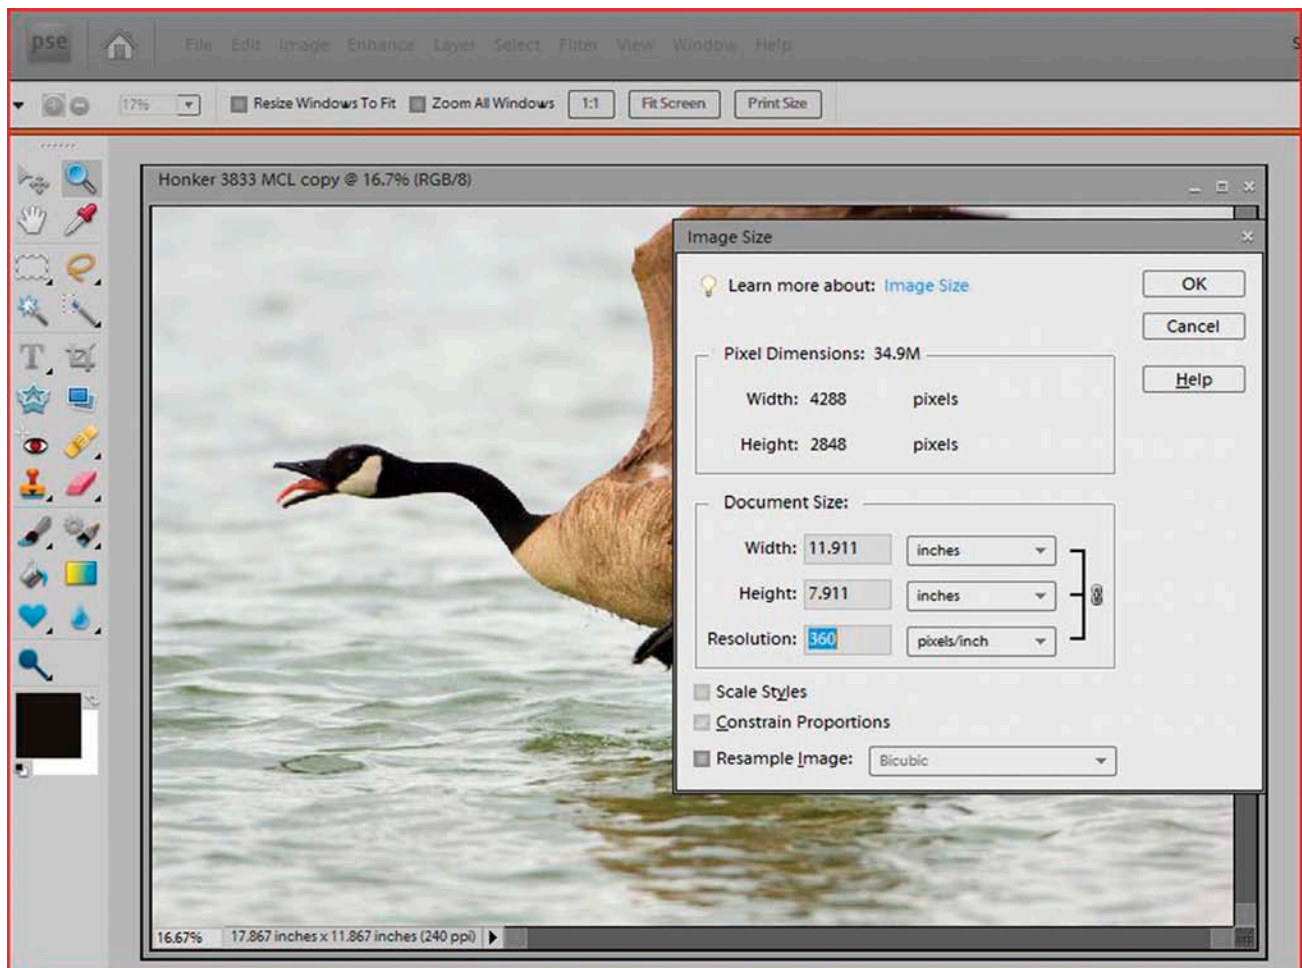 pse File Edit Image Enhance Layer Select Filter View Window Help S
17% Resize Windows To Fit Zoom All Windows 1:1 Fit Screen Print Size
Honker 3833 MCL copy @ 16.7% (RGB/8)
Image Size
Learn more about: Image Size
OK
Cancel
Help
Pixel Dimensions: 34.9M
Width: 4288 pixels
Height: 2848 pixels
Document Size:
Width: 11.911 inches
Height: 7.911 inches
Resolution: 360 pixels/inch
Scale Styles
Constrain Proportions
Resample Image: Bicubic
T
16.67% 17.867 inches x 11.867 inches (240 ppi)